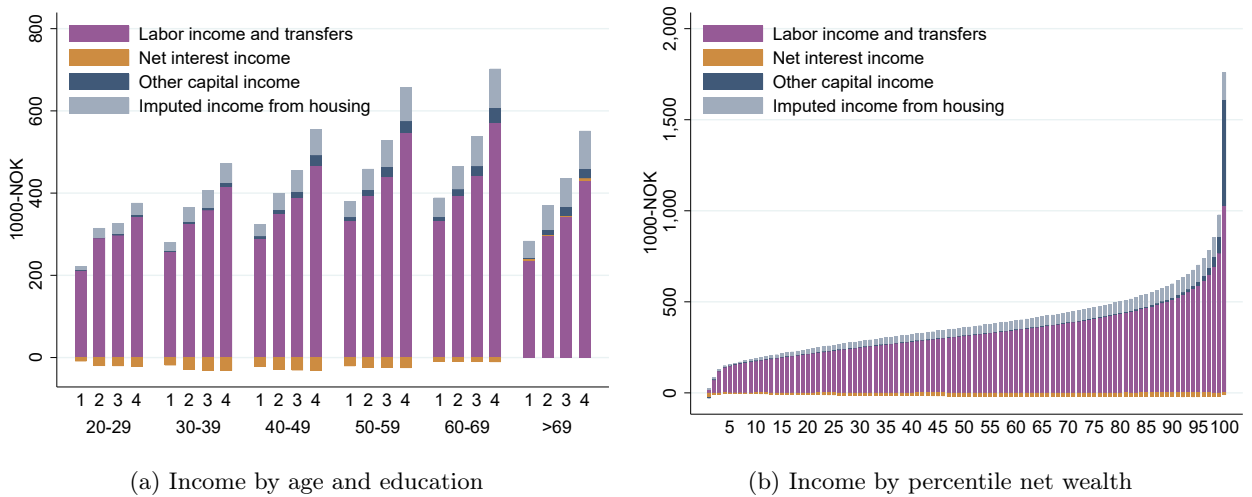 800
600
400
200
0
1000-NOK
Labor income and transfers
Net interest income
Other capital income
Imputed income from housing
1 2 3 4 1 2 3 4 1 2 3 4 1 2 3 4 1 2 3 4 1 2 3 4
20-29 30-39 40-49 50-59 60-69 >69
(a) Income by age and education
2,000
1,500
1,000
500
0
1000-NOK
Labor income and transfers
Net interest income
Other capital income
Imputed income from housing
5 10 15 20 25 30 35 40 45 50 55 60 65 70 75 80 85 90 95 100
(b) Income by percentile net wealth